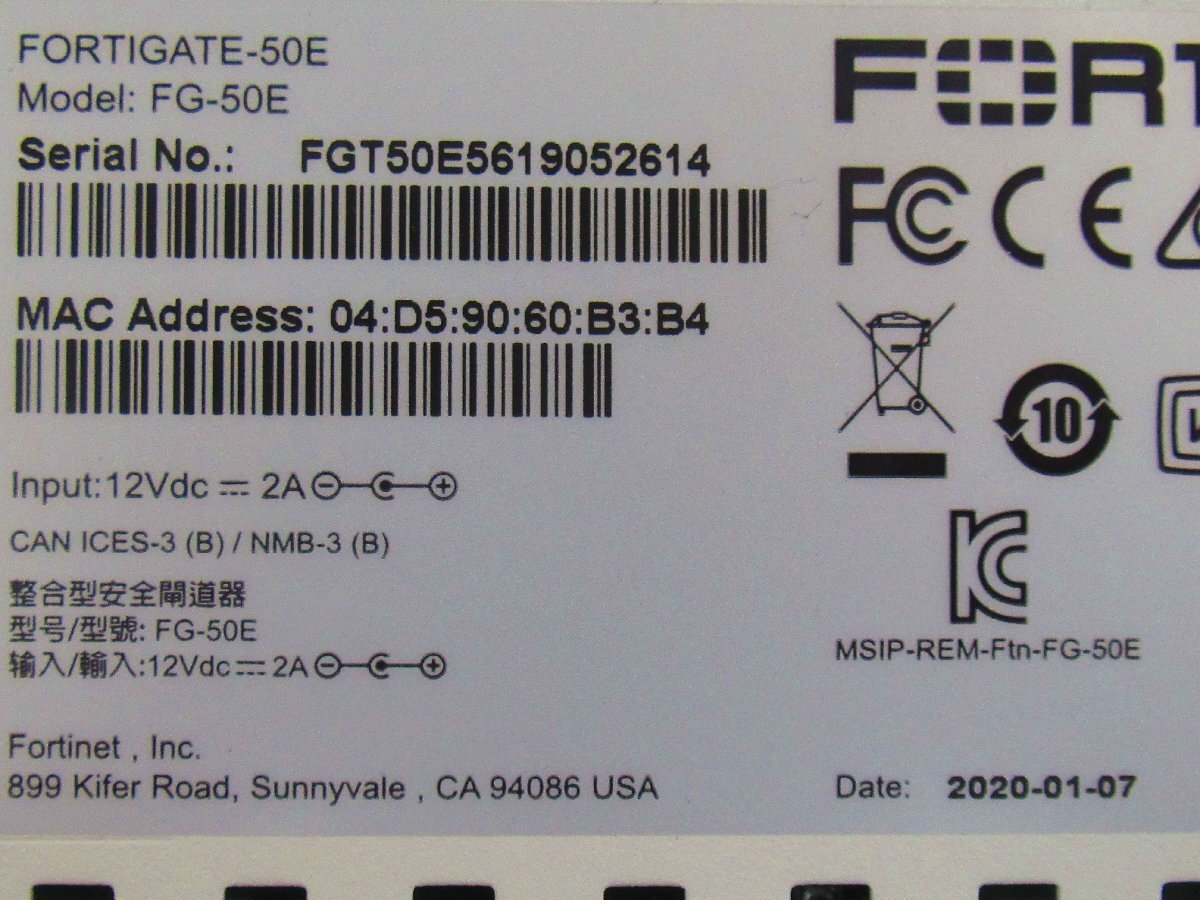 FORTIGATE-50E
Model: FG-50E
Serial No.: FGT50E5619052614
MAC Address: 04:D5:90:60:B3:B4
Input:12Vdc ⎓ 2A
CAN ICES-3 (B) / NMB-3 (B)
整合型安全閘道器
型号/型號: FG-50E
输入/輸入:12Vdc ⎓ 2A
Fortinet , Inc.
899 Kifer Road, Sunnyvale , CA 94086 USA
FORT
FC CE
10
KC
MSIP-REM-Ftn-FG-50E
Date: 2020-01-07